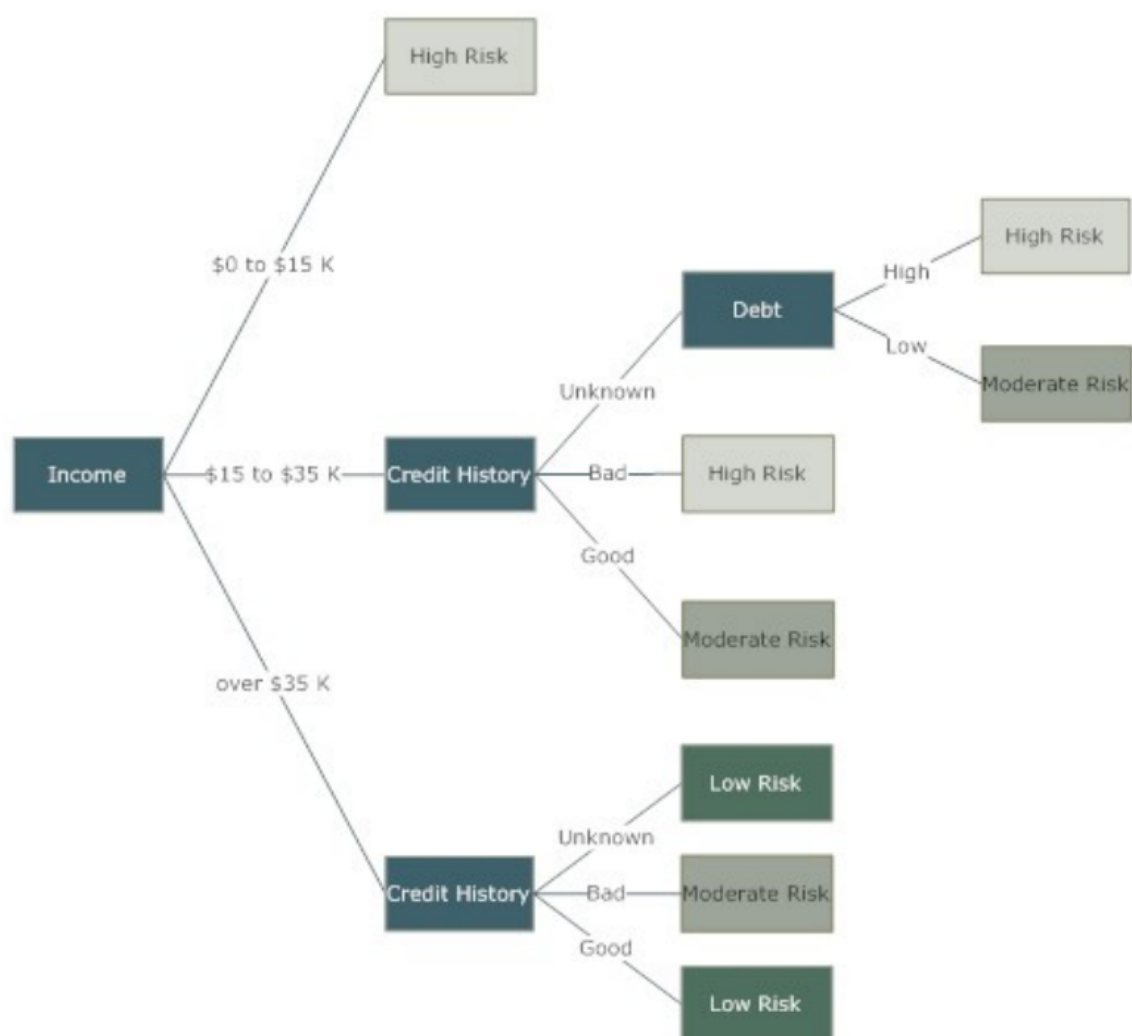 High Risk
$0 to $15 K
High Risk
High
Debt
Low
Moderate Risk
Unknown
Income
$15 to $35 K
Credit History
Bad
High Risk
Good
Moderate Risk
over $35 K
Low Risk
Unknown
Credit History
Bad
Moderate Risk
Good
Low Risk